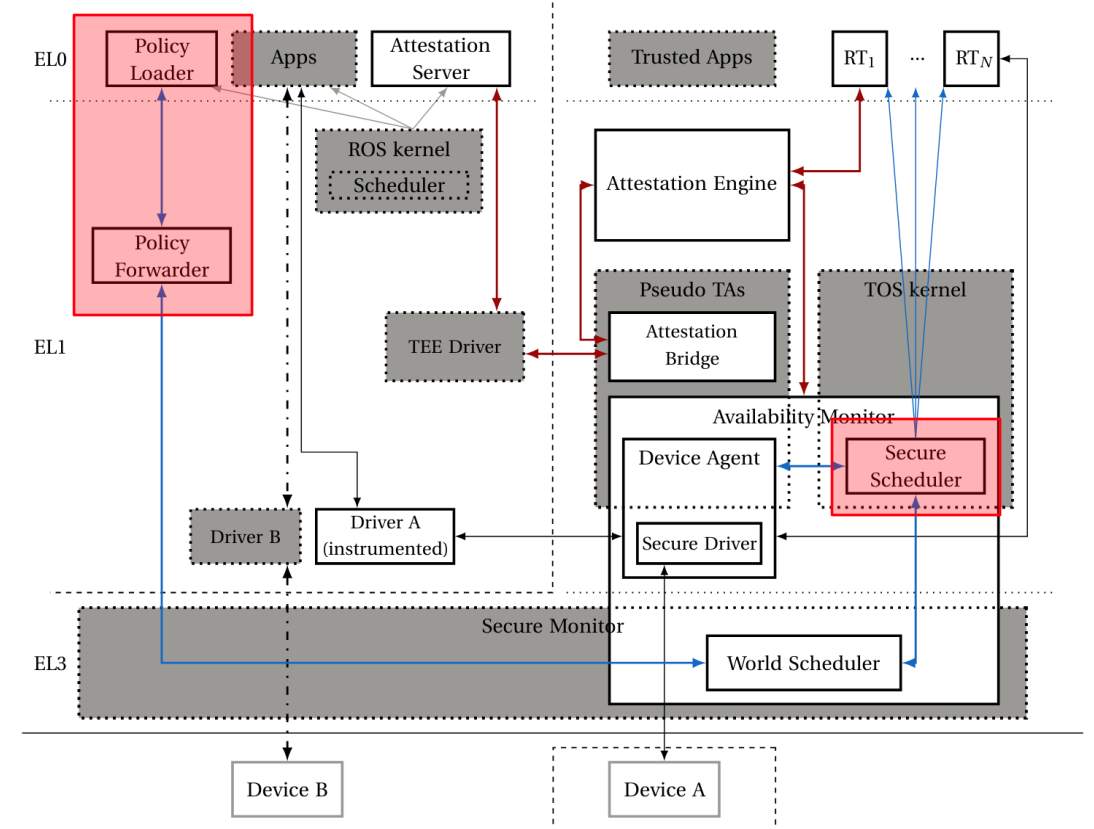 EL0
Policy
Loader
Apps
Attestation
Server
Trusted Apps
RT1
...
RTN
ROS kernel
Scheduler
Attestation Engine
Policy
Forwarder
Pseudo TAs
TOS kernel
EL1
TEE Driver
Attestation
Bridge
Availability Monitor
Device Agent
Secure
Scheduler
Driver B
Driver A
(instrumented)
Secure Driver
Secure Monitor
EL3
World Scheduler
Device B
Device A